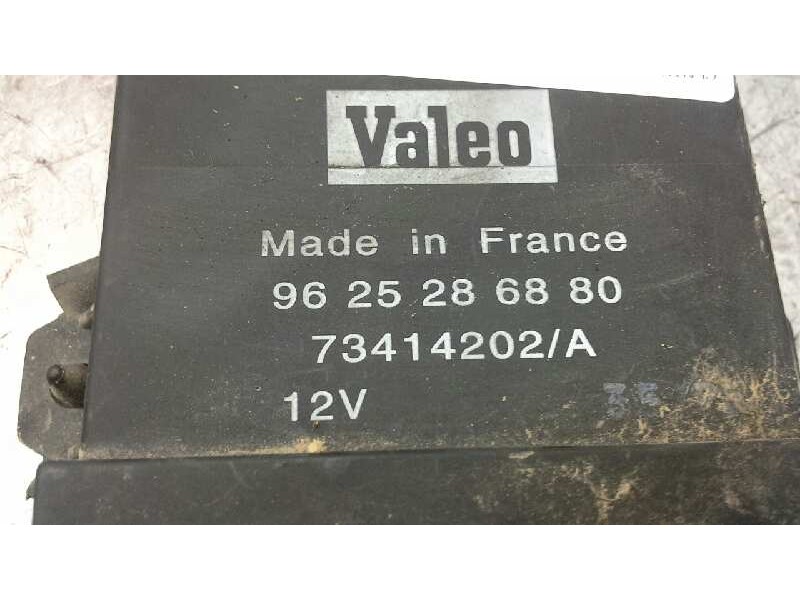 Valeo
Made in France
96 25 28 68 80
73414202/A
12V